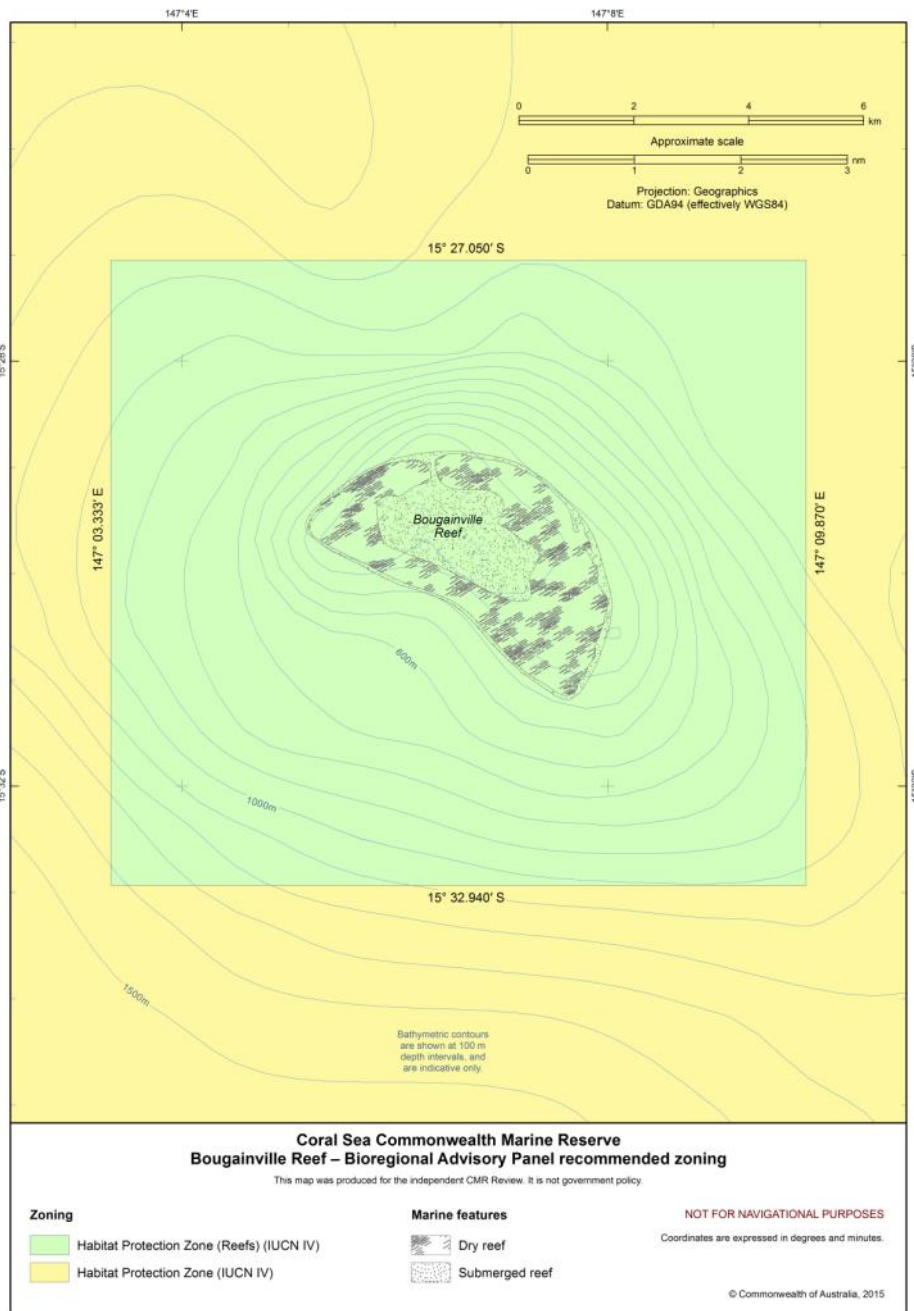 147°4'E
147°8'E
0 2 4 6 km
Approximate scale
0 1 2 3 nm
Projection: Geographics
Datum: GDA94 (effectively WGS84)
15° 27.050' S
15°28'S
147° 03.333' E
147° 09.870' E
Bougainville
Reef
600m
15°32'S
1000m
15° 32.940' S
1500m
Bathymetric contours
are shown at 100 m
depth intervals, and
are indicative only.
Coral Sea Commonwealth Marine Reserve
Bougainville Reef – Bioregional Advisory Panel recommended zoning
This map was produced for the independent CMR Review. It is not government policy.
Zoning
Habitat Protection Zone (Reefs) (IUCN IV)
Habitat Protection Zone (IUCN IV)
Marine features
Dry reef
Submerged reef
NOT FOR NAVIGATIONAL PURPOSES
Coordinates are expressed in degrees and minutes.
© Commonwealth of Australia, 2015